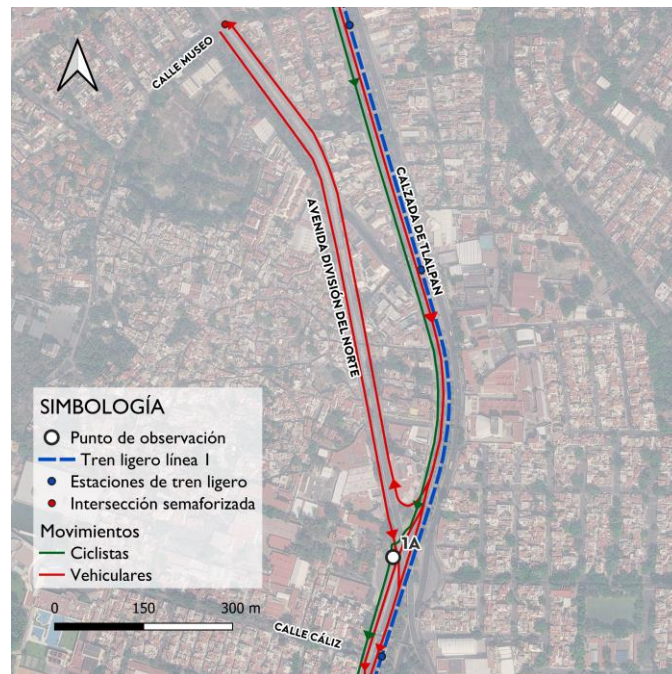 CALLE MUSEO
CALZADA DE TLALPAN
AVENIDA DIVISIÓN DEL NORTE
SIMBOLOGÍA
Punto de observación
Tren ligero línea 1
Estaciones de tren ligero
Intersección semaforizada
Movimientos
Ciclistas
Vehiculares
0 150 300 m
1A
CALLE CÁLIZ